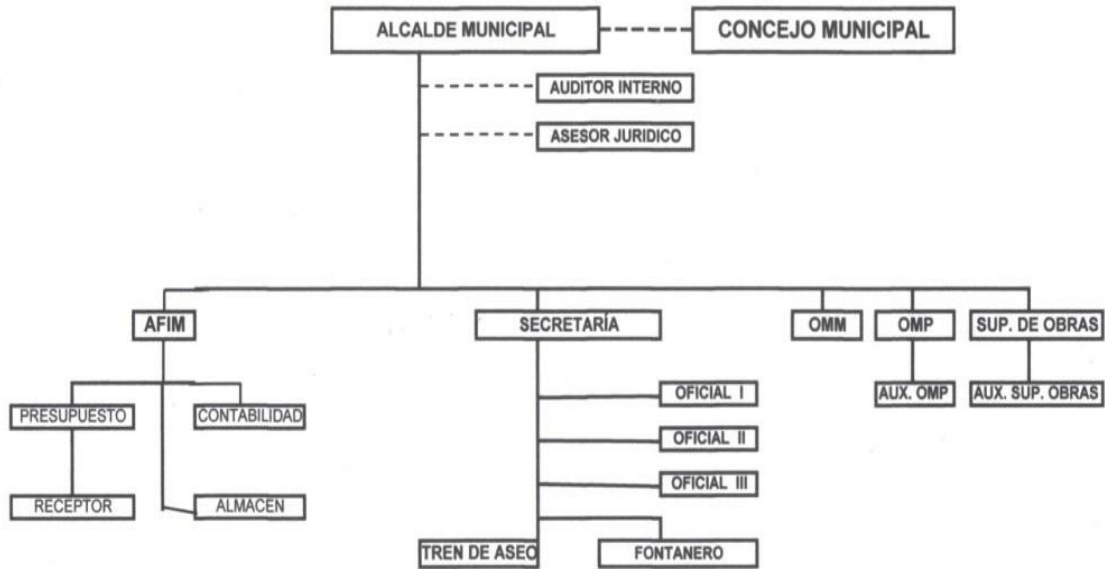 ALCALDE MUNICIPAL
CONCEJO MUNICIPAL
AUDITOR INTERNO
ASESOR JURIDICO
AFIM
SECRETARÍA
OMM
OMP
SUP. DE OBRAS
PRESUPUESTO
CONTABILIDAD
OFICIAL I
AUX. OMP
AUX. SUP. OBRAS
OFICIAL II
OFICIAL III
RECEPTOR
ALMACEN
TREN DE ASEO
FONTANERO